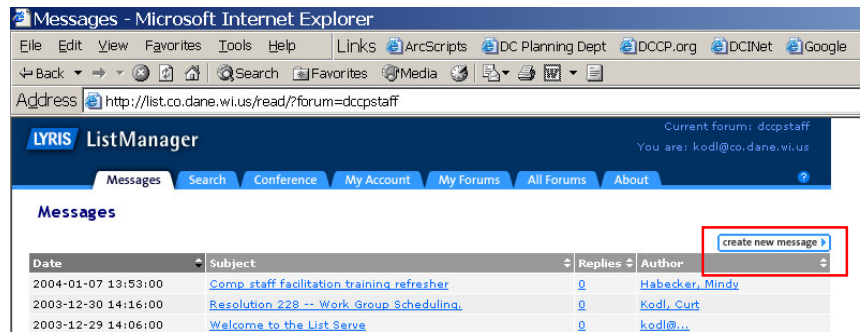 Messages - Microsoft Internet Explorer
File Edit View Favorites Tools Help Links ArcScripts DC Planning Dept DCCP.org DCINet Google
Back Search Favorites Media
Address http://list.co.dane.wi.us/read/?forum=dccpstaff
LYRIS ListManager
Current forum: dccpstaff
You are: kodl@co.dane.wi.us
Messages Search Conference My Account My Forums All Forums About ?
Messages
create new message
Date Subject Replies Author
2004-01-07 13:53:00 Comp staff facilitation training refresher 0 Habecker, Mindy
2003-12-30 14:16:00 Resolution 228 -- Work Group Scheduling. 0 Kodl, Curt
2003-12-29 14:06:00 Welcome to the List Serve 0 kodl@...